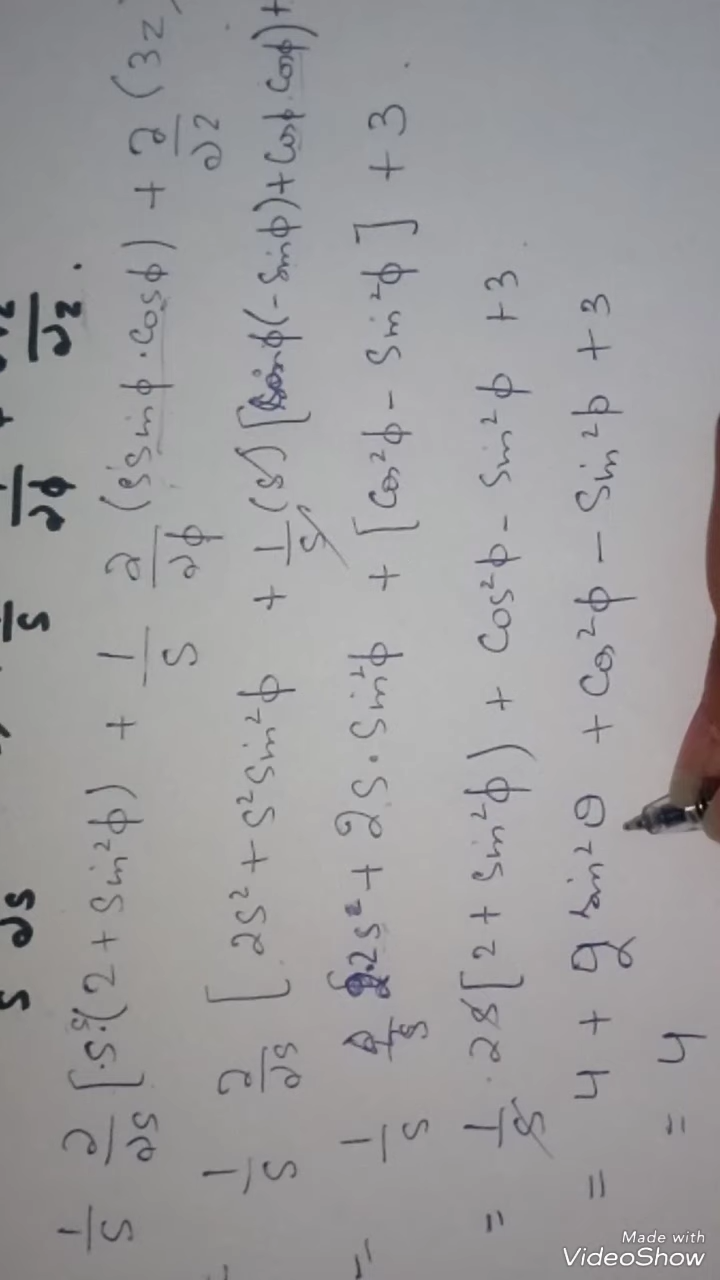 s ∂s s ∂φ + ∂z.
1/s ∂/∂s [s·s(2 + sin²φ) + 1/s ∂/∂φ (s sinφ·cosφ) + ∂/∂z (3z
1/s ∂/∂s [2s² + s² sin²φ + 1/s (s) [sinφ(-sinφ) + cosφ cosφ) +
= 1/s 2·2s + 2s·sin²φ + [cos²φ - sin²φ] + 3.
= 1/s · 2s [2 + sin²φ) + cos²φ - sin²φ + 3.
= 4 + 2 sin²θ + cos²φ - sin²φ + 3
= 4
Made with
VideoShow